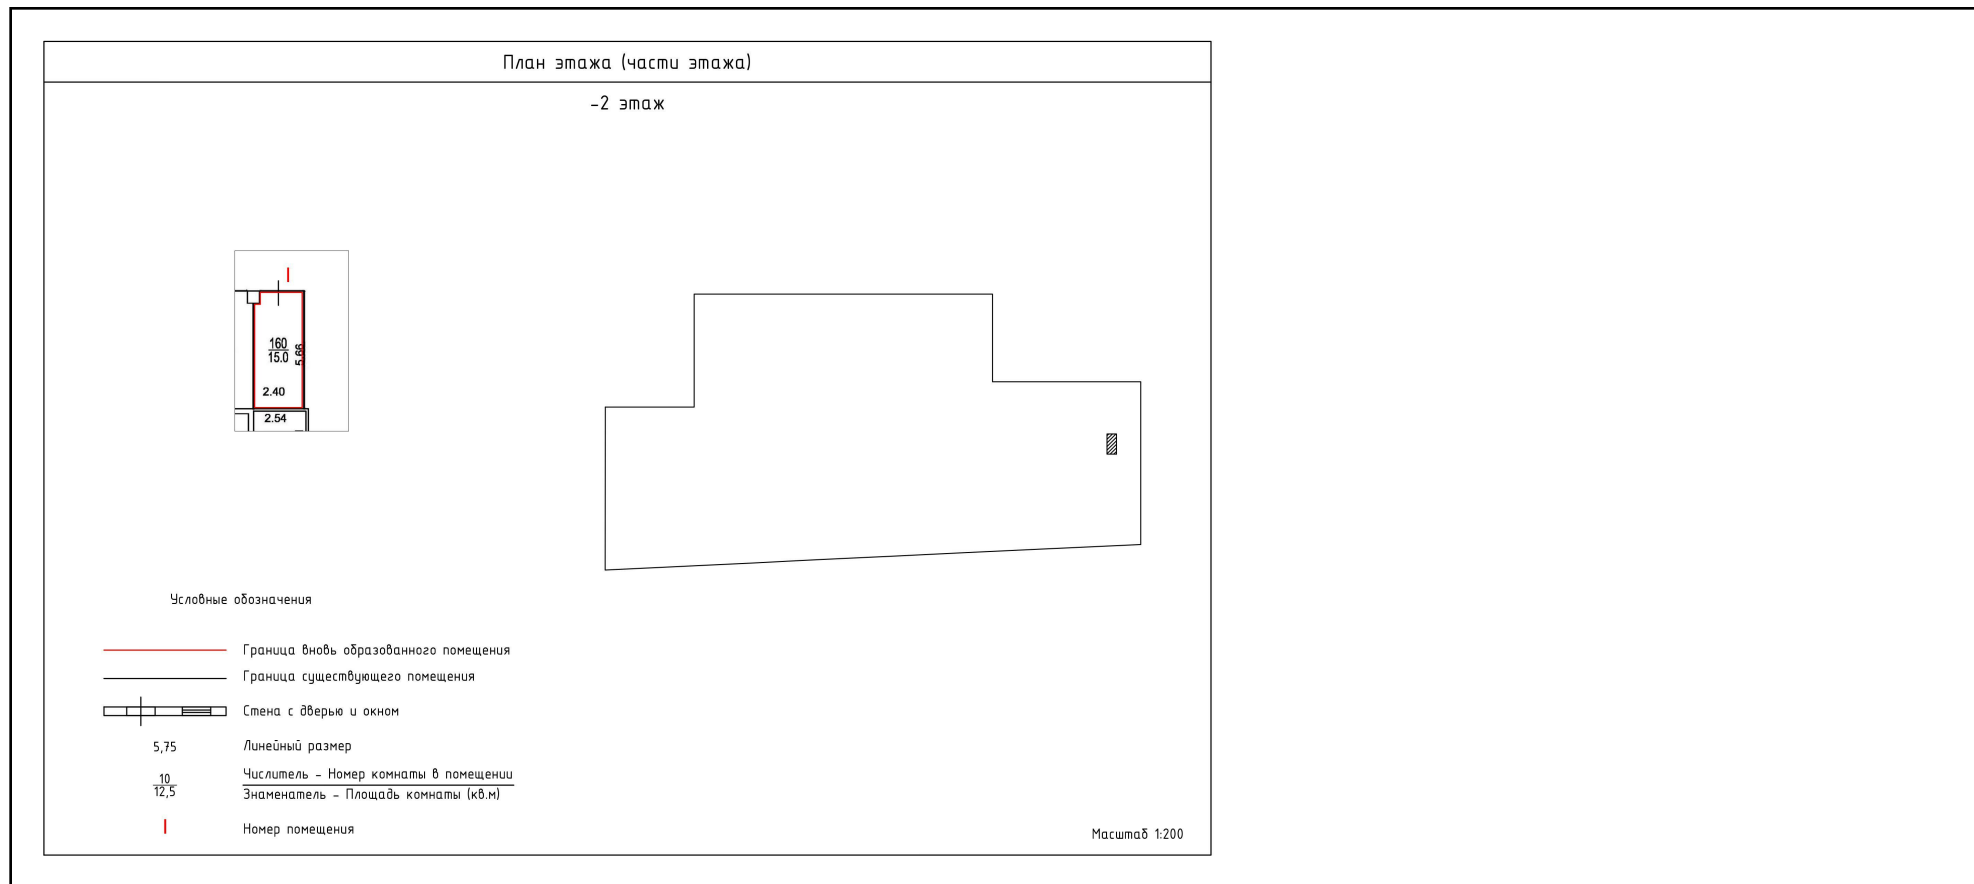 План этажа (части этажа)
-2 этаж
I
160
15.0
5.66
2.40
2.54
Условные обозначения
Граница вновь образованного помещения
Граница существующего помещения
Стена с дверью и окном
5,75 Линейный размер
10
12,5
Числитель - Номер комнаты в помещении
Знаменатель - Площадь комнаты (кв.м)
I Номер помещения
Масштаб 1:200